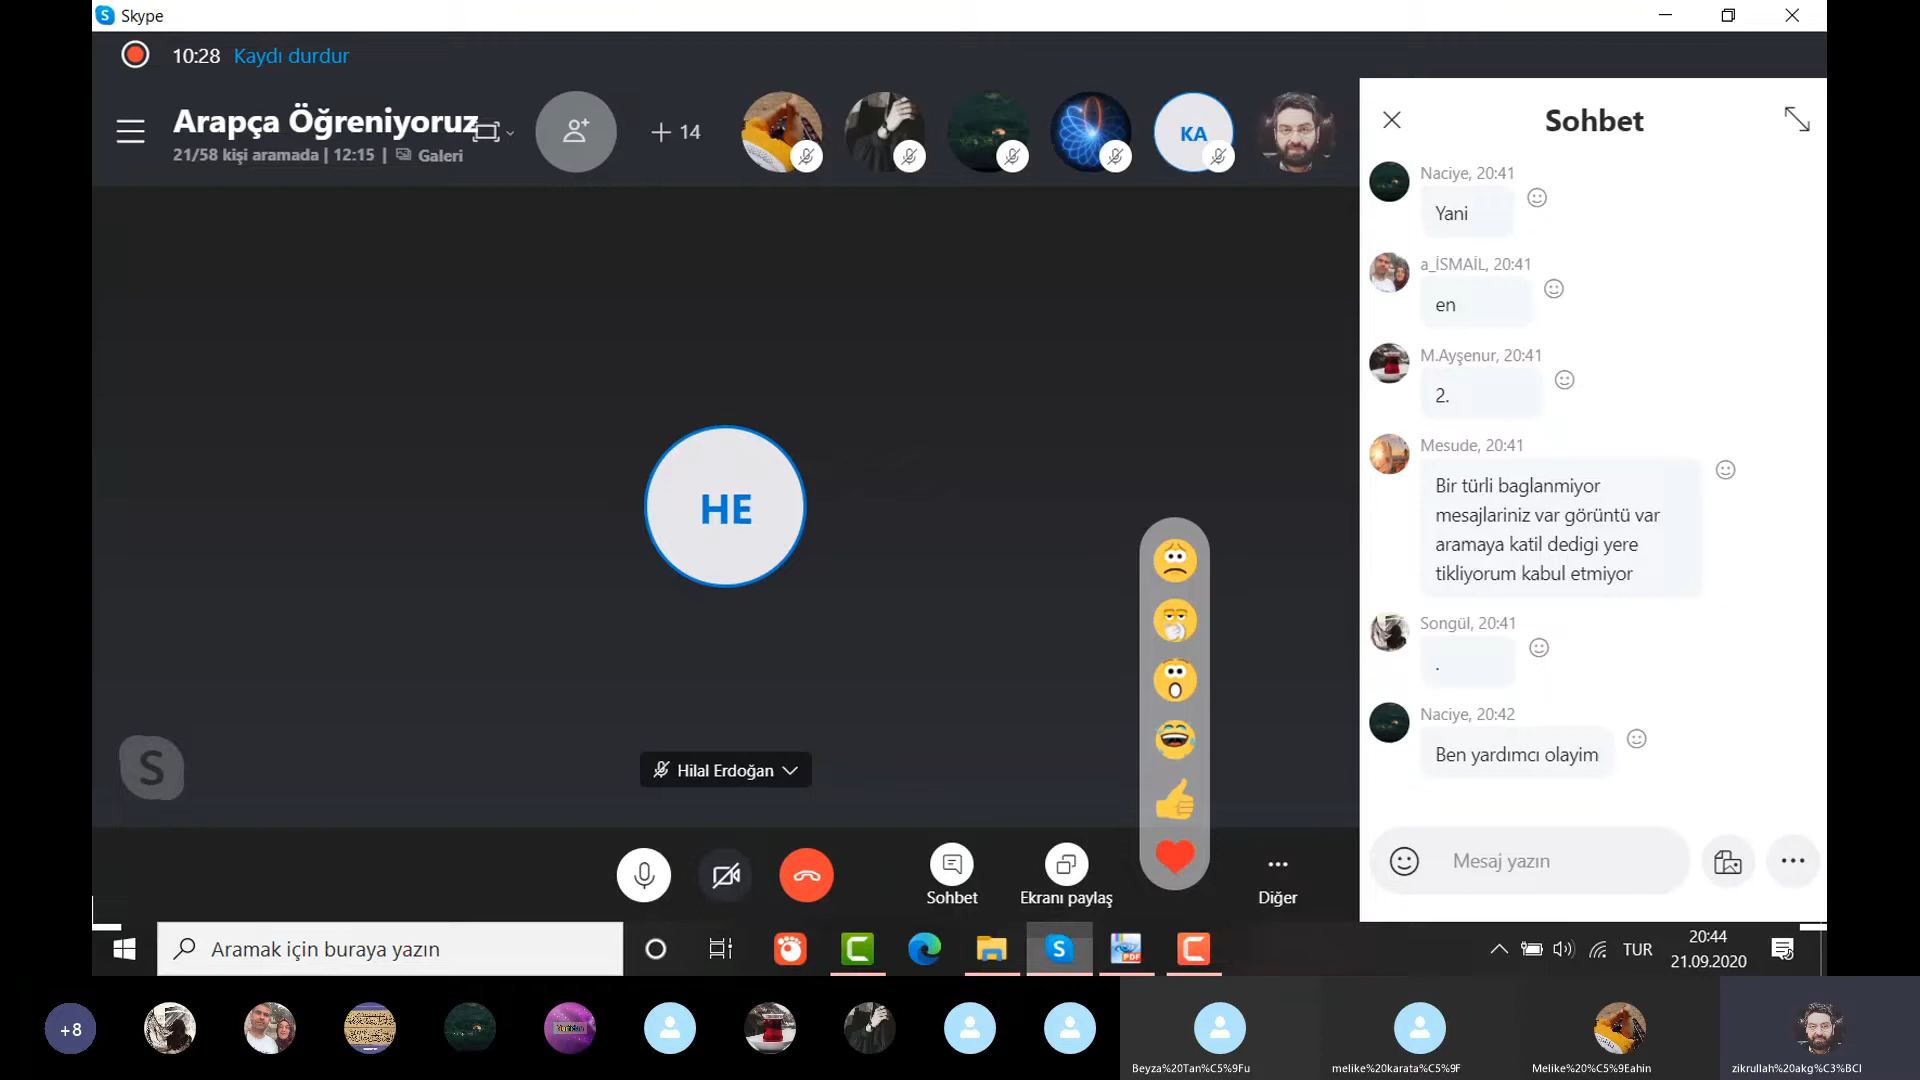 Skype
10:28 Kaydı durdur
Arapça Öğreniyoruz
21/58 kişi aramada | 12:15 | Galeri
+ 14
KA
Sohbet
Naciye, 20:41
Yani
a_İSMAİL, 20:41
en
M.Ayşenur, 20:41
2.
Mesude, 20:41
Bir türli baglanmiyor
mesajlariniz var görüntü var
aramaya katil dedigi yere
tikliyorum kabul etmiyor
Songül, 20:41
.
Naciye, 20:42
Ben yardımcı olayim
Mesaj yazın
HE
Hilal Erdoğan
Sohbet
Ekranı paylaş
Diğer
Aramak için buraya yazın
PDF
TUR
20:44
21.09.2020
+8
Beyza%20Tan%C5%9Fu
melike%20karata%C5%9F
Melike%20%C5%9Eahin
zikrullah%20akg%C3%BCl